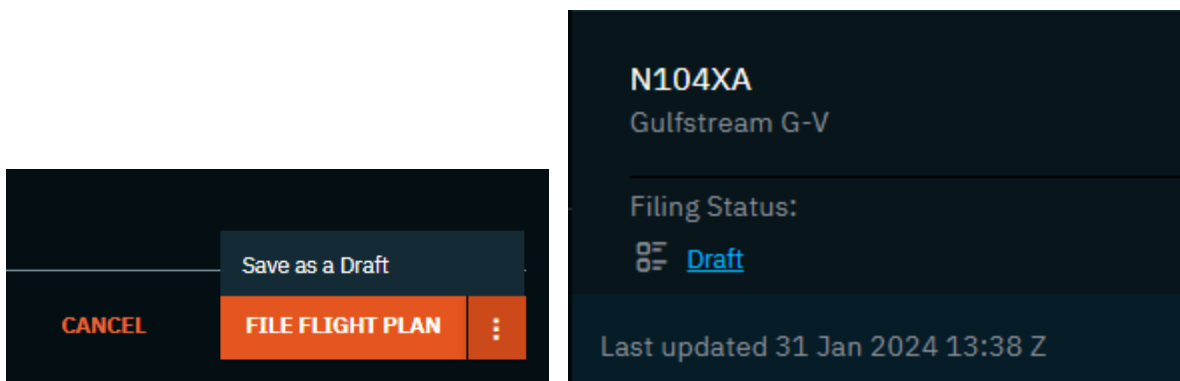 Save as a Draft
CANCEL
FILE FLIGHT PLAN
N104XA
Gulfstream G-V
Filing Status:
Draft
Last updated 31 Jan 2024 13:38 Z